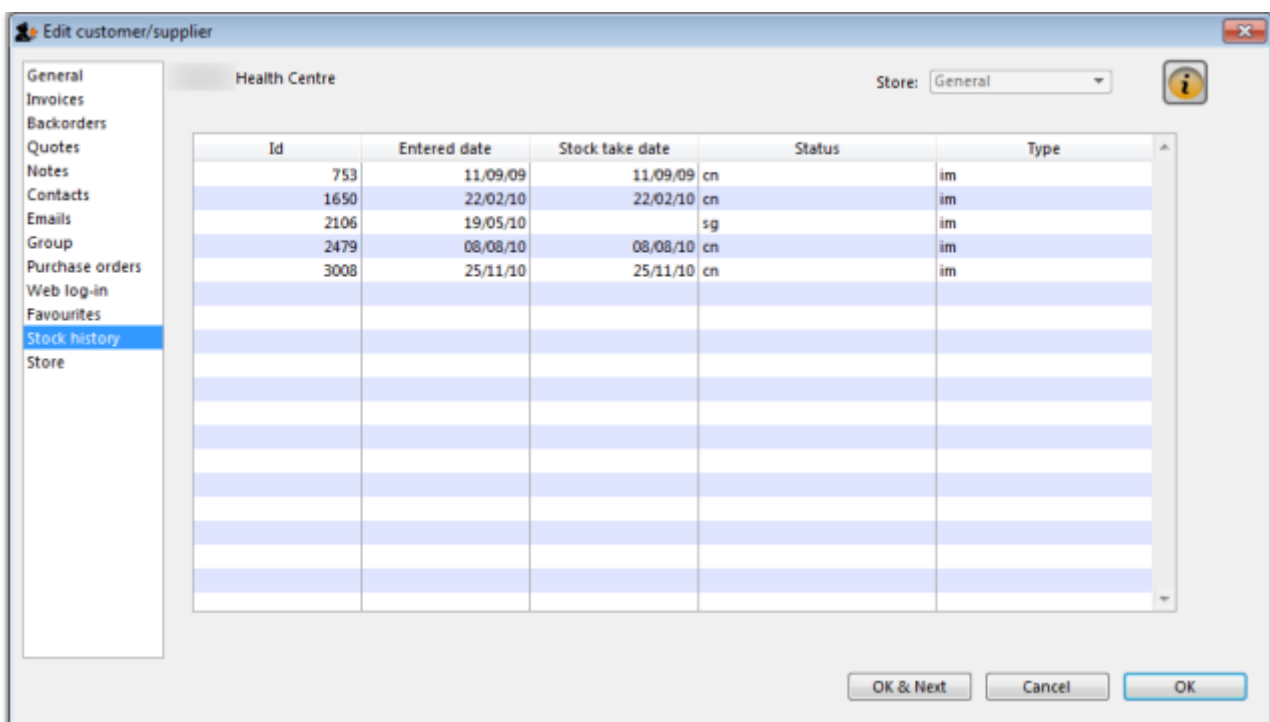 Edit customer/supplier
General
Invoices
Backorders
Quotes
Notes
Contacts
Emails
Group
Purchase orders
Web log-in
Favourites
Stock history
Store
Health Centre
Store: General
Id Entered date Stock take date Status Type
753 11/09/09 11/09/09 cn im
1650 22/02/10 22/02/10 cn im
2106 19/05/10 sg im
2479 08/08/10 08/08/10 cn im
3008 25/11/10 25/11/10 cn im
OK & Next Cancel OK